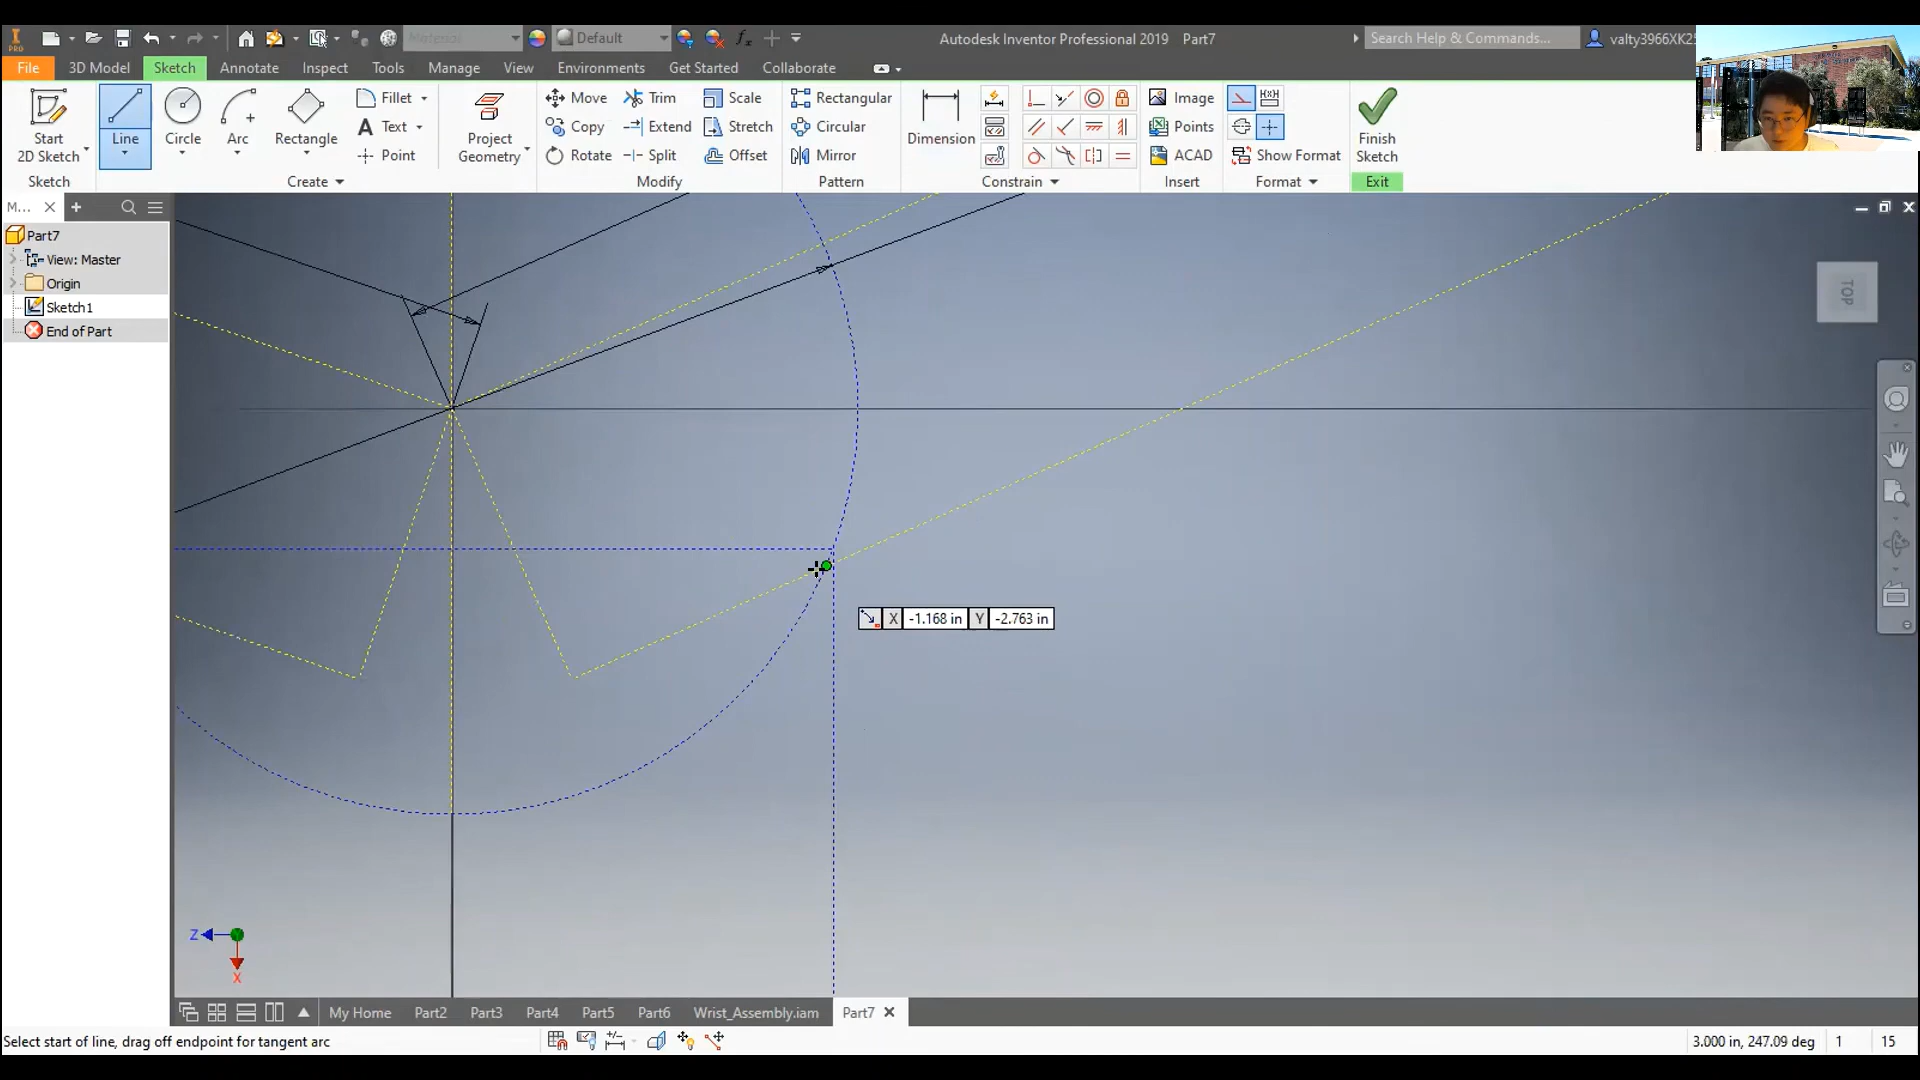 PRO
Material
Default
fx
Autodesk Inventor Professional 2019 Part7
Search Help & Commands...
valty3966XK2
File 3D Model Sketch Annotate Inspect Tools Manage View Environments Get Started Collaborate
Start
2D Sketch
Line
Circle
Arc
Rectangle
Fillet
Text
Point
Project
Geometry
Move
Copy
Rotate
Trim
Extend
Split
Scale
Stretch
Offset
Rectangular
Circular
Mirror
Dimension
Image
Points
ACAD
Show Format
Finish
Sketch
Sketch Create Modify Pattern Constrain Insert Format Exit
M...
Part7
View: Master
Origin
Sketch1
End of Part
TOP
X -1.168 in Y -2.763 in
Z
X
My Home Part2 Part3 Part4 Part5 Part6 Wrist_Assembly.iam Part7
Select start of line, drag off endpoint for tangent arc
3.000 in, 247.09 deg 1 15